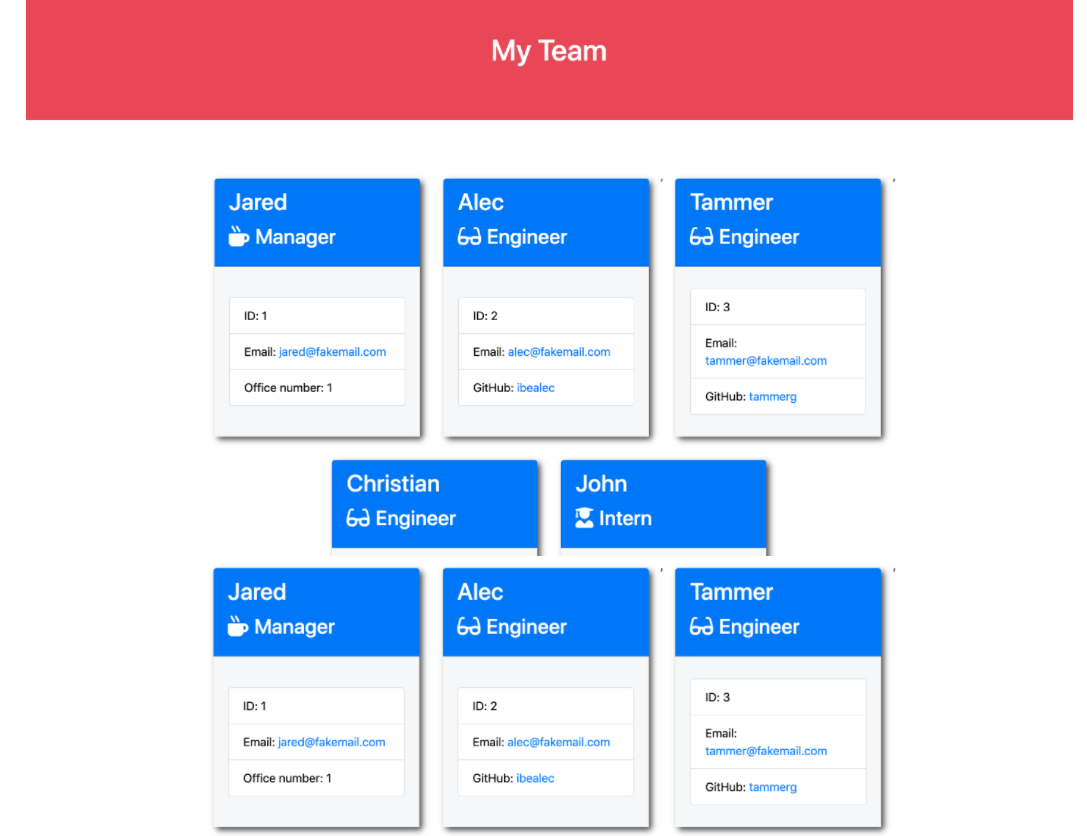 My Team
Jared
Manager
ID: 1
Email: jared@fakemail.com
Office number: 1
Alec
Engineer
ID: 2
Email: alec@fakemail.com
GitHub: ibealec
,
Tammer
Engineer
ID: 3
Email:
tammer@fakemail.com
GitHub: tammerg
,
Christian
Engineer
John
Intern
Jared
Manager
ID: 1
Email: jared@fakemail.com
Office number: 1
Alec
Engineer
ID: 2
Email: alec@fakemail.com
GitHub: ibealec
,
Tammer
Engineer
ID: 3
Email:
tammer@fakemail.com
GitHub: tammerg
,